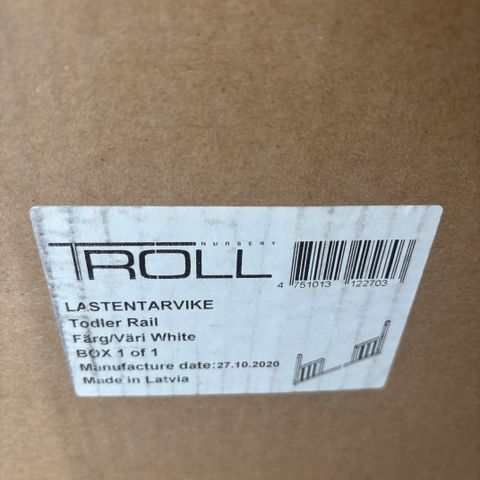 NURSERY
TROLL
4 751013 122703
LASTENTARVIKE
Todler Rail
Färg/Väri White
BOX 1 of 1
Manufacture date:27.10.2020
Made in Latvia